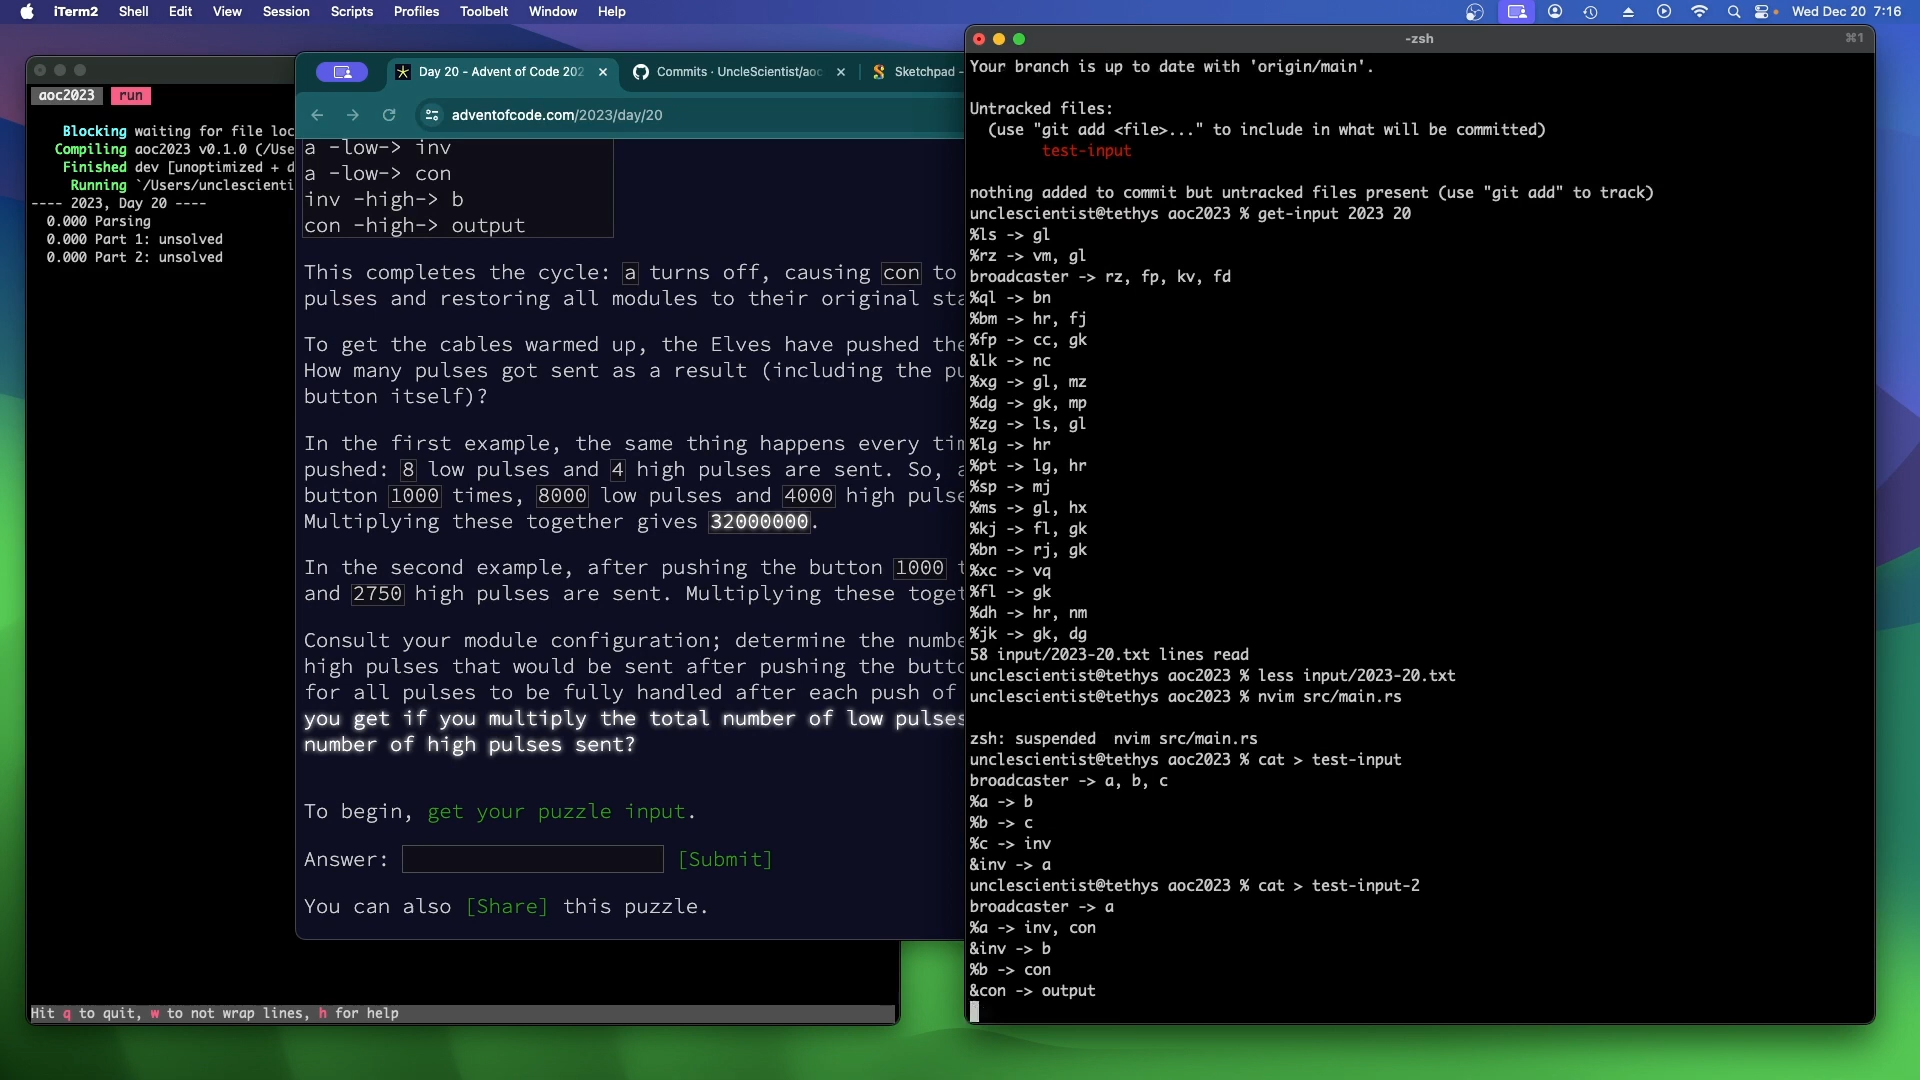 iTerm2 Shell Edit View Session Scripts Profiles Toolbelt Window Help Wed Dec 20 7:16
aoc2023 run
Blocking waiting for file loc
Compiling aoc2023 v0.1.0 (/Use
Finished dev [unoptimized + d
Running `/Users/unclescienti
---- 2023, Day 20 ----
0.000 Parsing
0.000 Part 1: unsolved
0.000 Part 2: unsolved
Hit q to quit, w to not wrap lines, h for help
Day 20 - Advent of Code 202 Commits · UncleScientist/aoc Sketchpad -
adventofcode.com/2023/day/20
a -low-> inv
a -low-> con
inv -high-> b
con -high-> output
This completes the cycle: a turns off, causing con to
pulses and restoring all modules to their original sta
To get the cables warmed up, the Elves have pushed the
How many pulses got sent as a result (including the pu
button itself)?
In the first example, the same thing happens every tim
pushed: 8 low pulses and 4 high pulses are sent. So, a
button 1000 times, 8000 low pulses and 4000 high pulse
Multiplying these together gives 32000000.
In the second example, after pushing the button 1000 t
and 2750 high pulses are sent. Multiplying these toget
Consult your module configuration; determine the numbe
high pulses that would be sent after pushing the butto
for all pulses to be fully handled after each push of
you get if you multiply the total number of low pulses
number of high pulses sent?
To begin, get your puzzle input.
Answer: [Submit]
You can also [Share] this puzzle.
-zsh ⌘1
Your branch is up to date with 'origin/main'.
Untracked files:
(use "git add <file>..." to include in what will be committed)
test-input
nothing added to commit but untracked files present (use "git add" to track)
unclescientist@tethys aoc2023 % get-input 2023 20
%ls -> gl
%rz -> vm, gl
broadcaster -> rz, fp, kv, fd
%ql -> bn
%bm -> hr, fj
%fp -> cc, gk
&lk -> nc
%xg -> gl, mz
%dg -> gk, mp
%zg -> ls, gl
%lg -> hr
%pt -> lg, hr
%sp -> mj
%ms -> gl, hx
%kj -> fl, gk
%bn -> rj, gk
%xc -> vq
%fl -> gk
%dh -> hr, nm
%jk -> gk, dg
58 input/2023-20.txt lines read
unclescientist@tethys aoc2023 % less input/2023-20.txt
unclescientist@tethys aoc2023 % nvim src/main.rs
zsh: suspended  nvim src/main.rs
unclescientist@tethys aoc2023 % cat > test-input
broadcaster -> a, b, c
%a -> b
%b -> c
%c -> inv
&inv -> a
unclescientist@tethys aoc2023 % cat > test-input-2
broadcaster -> a
%a -> inv, con
&inv -> b
%b -> con
&con -> output